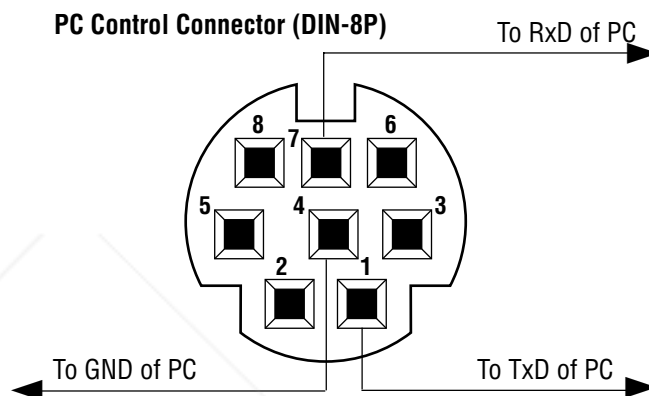 PC Control Connector (DIN-8P)
To RxD of PC
8 7 6
5 4 3
2 1
To GND of PC
To TxD of PC